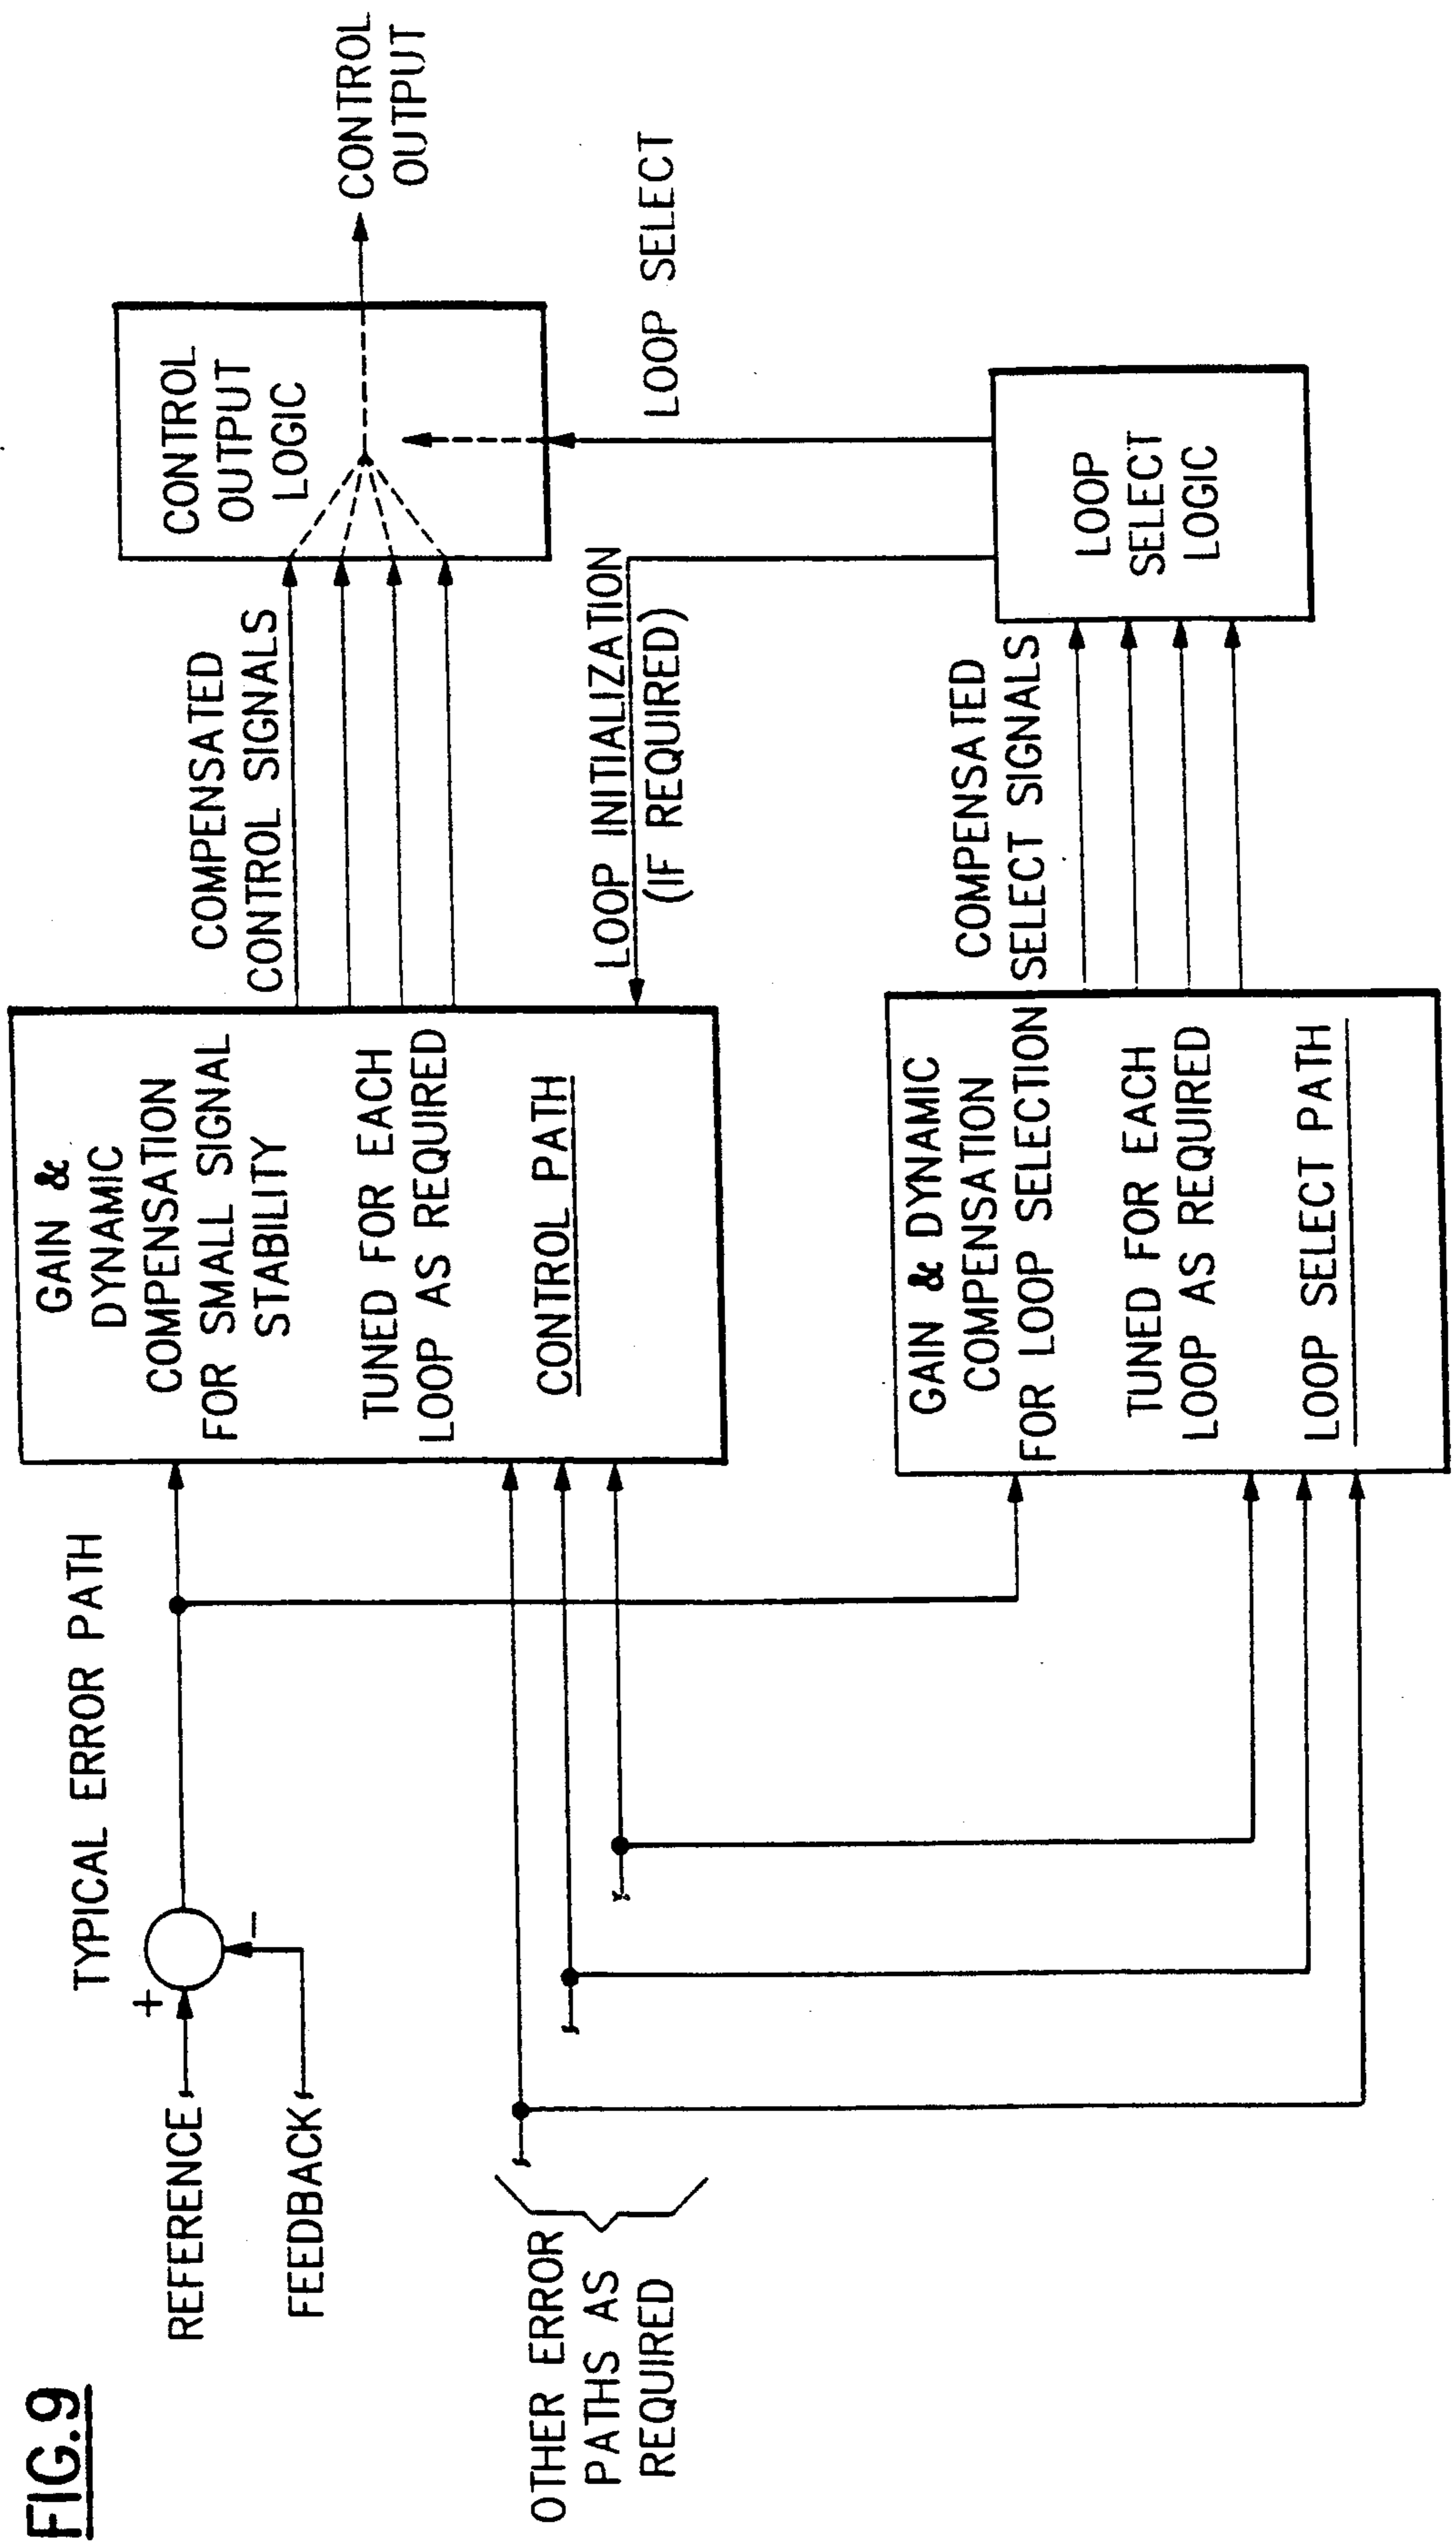 FIG.9
REFERENCE
FEEDBACK
+
−
TYPICAL ERROR PATH
OTHER ERROR
PATHS AS
REQUIRED
GAIN &
DYNAMIC
COMPENSATION
FOR SMALL SIGNAL
STABILITY
TUNED FOR EACH
LOOP AS REQUIRED
CONTROL PATH
COMPENSATED
CONTROL SIGNALS
CONTROL
OUTPUT
LOGIC
CONTROL
OUTPUT
LOOP INITIALIZATION
(IF REQUIRED)
LOOP SELECT
GAIN & DYNAMIC
COMPENSATION
FOR LOOP SELECTION
TUNED FOR EACH
LOOP AS REQUIRED
LOOP SELECT PATH
COMPENSATED
SELECT SIGNALS
LOOP
SELECT
LOGIC